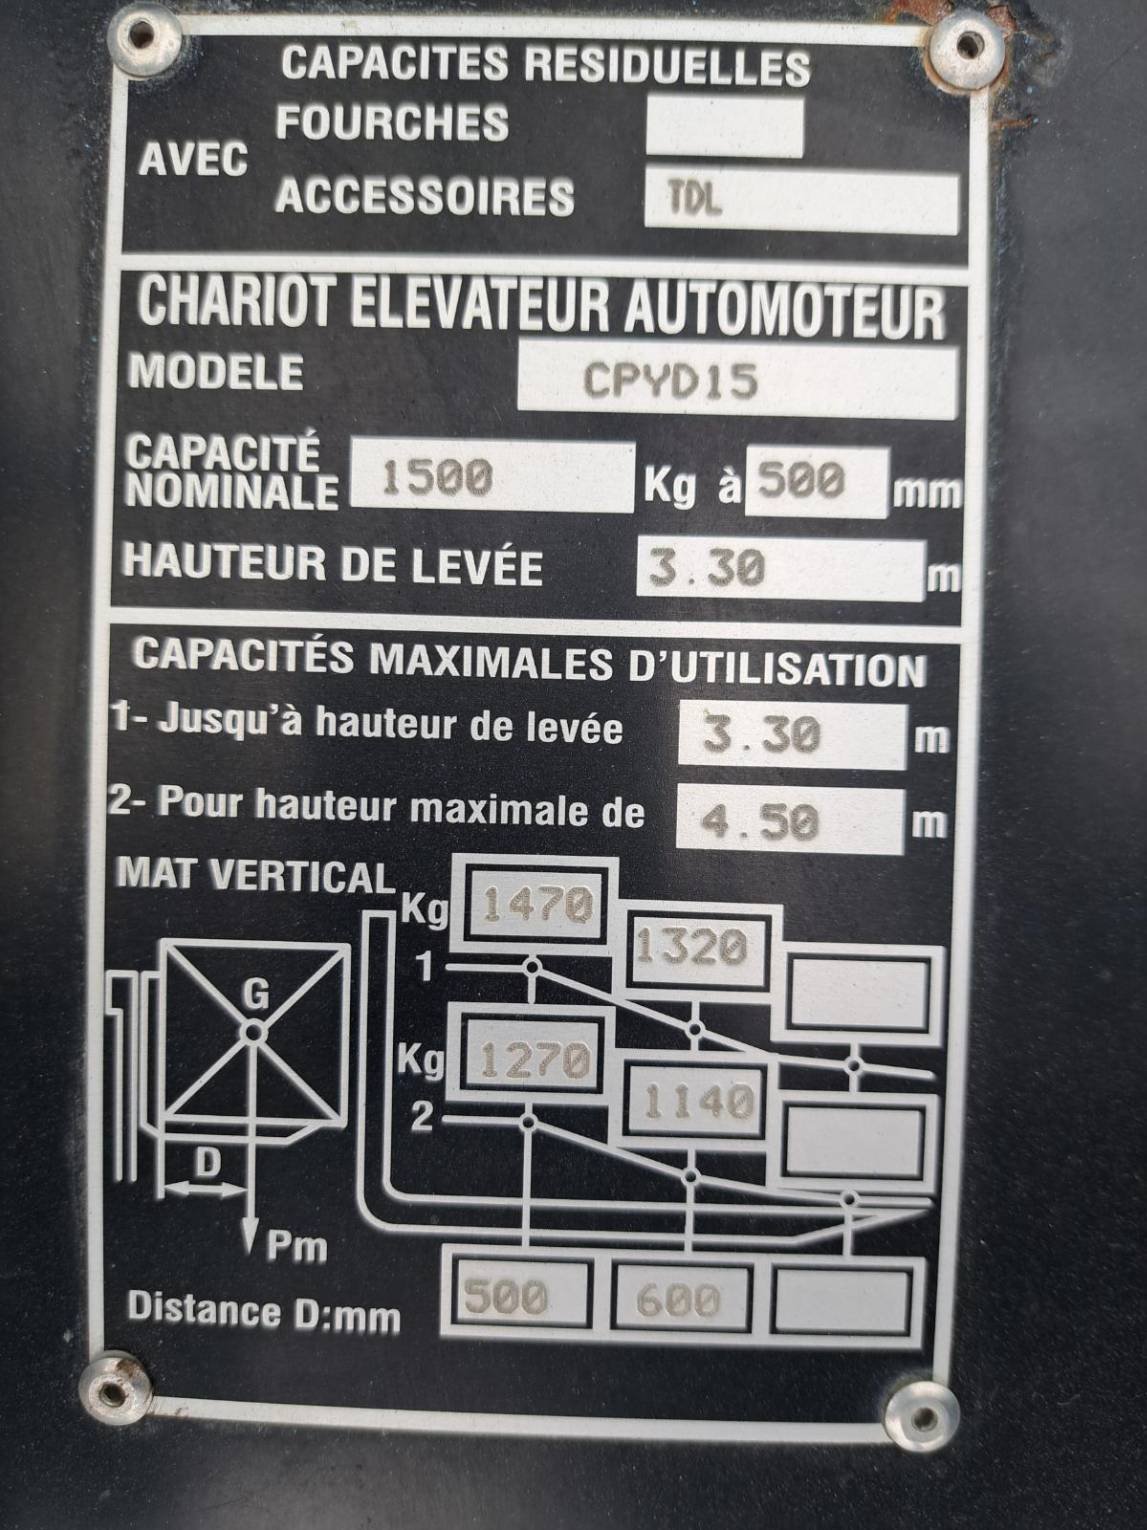 CAPACITES RESIDUELLES
FOURCHES
AVEC
ACCESSOIRES TDL
CHARIOT ELEVATEUR AUTOMOTEUR
MODELE CPYD15
CAPACITÉ
NOMINALE 1500 Kg à 500 mm
HAUTEUR DE LEVÉE 3.30 m
CAPACITÉS MAXIMALES D'UTILISATION
1- Jusqu'à hauteur de levée 3.30 m
2- Pour hauteur maximale de 4.50 m
MAT VERTICAL
Kg 1470 1320
1
G
Kg 1270 1140
2
D
Pm
Distance D:mm 500 600